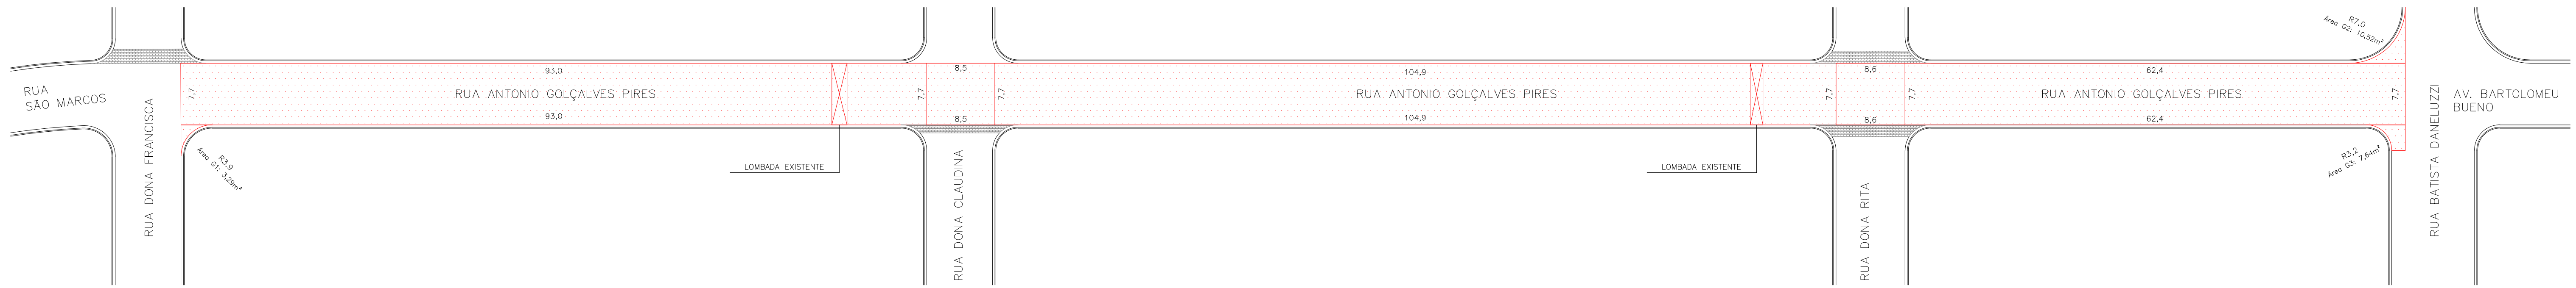 RUA
SÃO MARCOS
RUA DONA FRANCISCA
7,7
R3,9
Área G1: 3,29m²
93,0
RUA ANTONIO GOLÇALVES PIRES
93,0
LOMBADA EXISTENTE
7,7
8,5
8,5
RUA DONA CLAUDINA
7,7
104,9
RUA ANTONIO GOLÇALVES PIRES
104,9
LOMBADA EXISTENTE
7,7
8,6
8,6
RUA DONA RITA
7,7
62,4
RUA ANTONIO GOLÇALVES PIRES
62,4
R7,0
Área G2: 10,52m²
7,7
R3,2
Área G3: 7,64m²
RUA BATISTA DANELUZZI
AV. BARTOLOMEU
BUENO